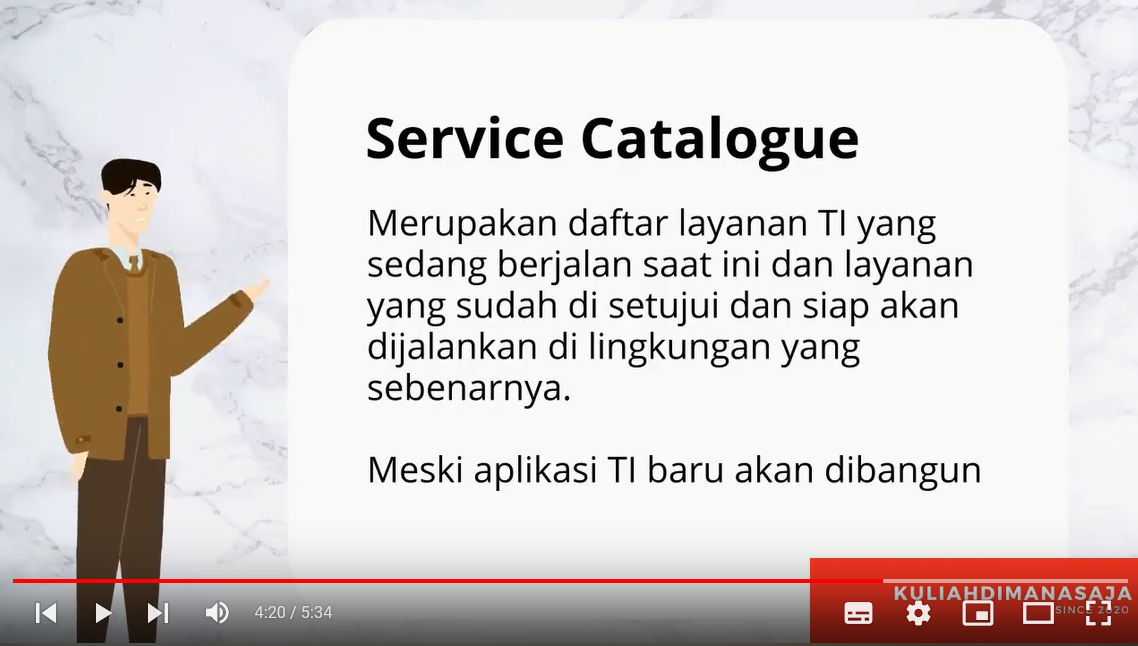 Service Catalogue
Merupakan daftar layanan TI yang
sedang berjalan saat ini dan layanan
yang sudah di setujui dan siap akan
dijalankan di lingkungan yang
sebenarnya.
Meski aplikasi TI baru akan dibangun
KULIAHDIMANASAJA
SINCE 2020
4:20 / 5:34